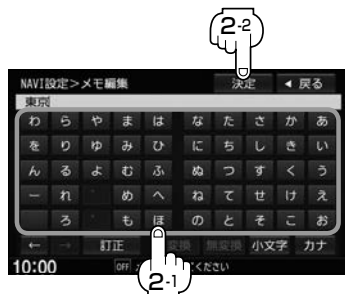 2-2
NAVI設定>メモ編集 決定 ◀ 戻る
東京
わ ら や ま は な た さ か あ
を り ゆ み ひ に ち し き い
ん る よ む ふ ぬ つ す く う
ー れ ゛ め へ ね て せ け え
ろ ゜ も ほ の と そ こ お
← → 訂正 変換 無変換 小文字 カナ
10:00 OFF ください
2-1